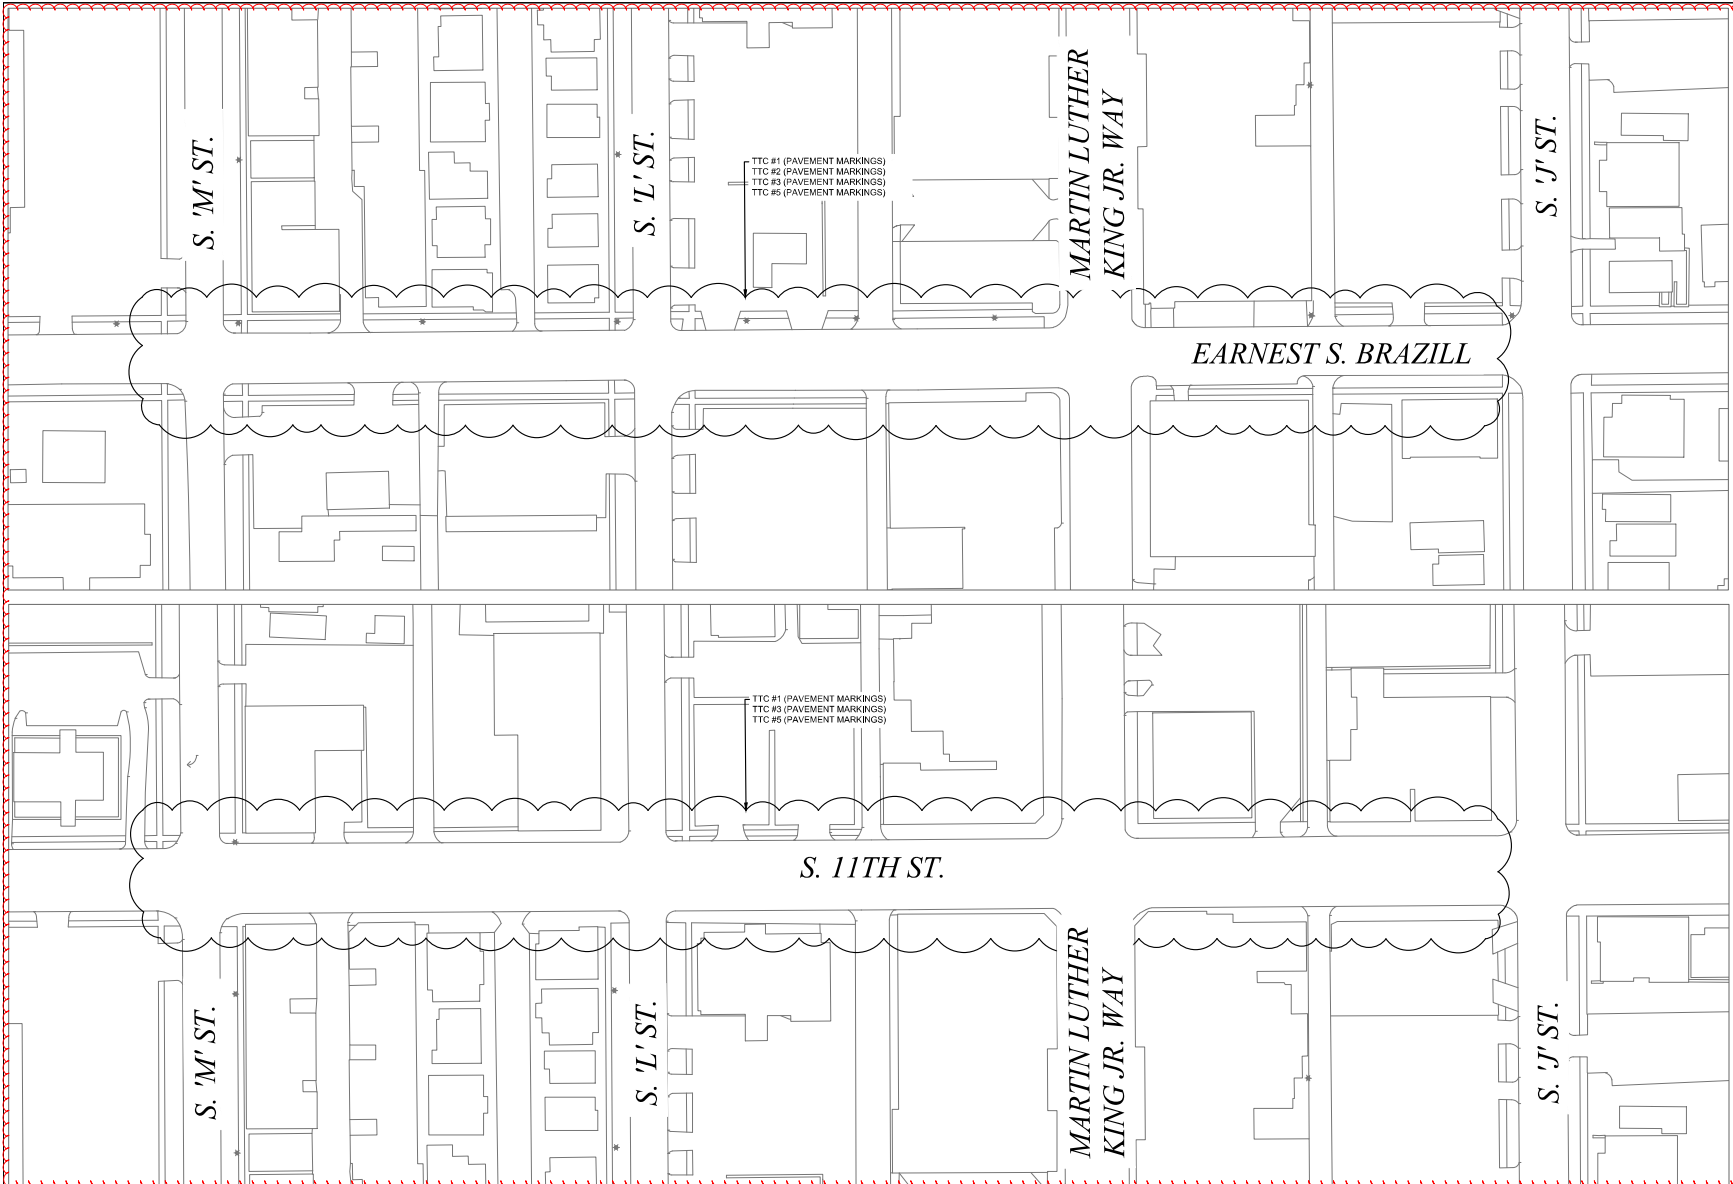 S. 'M' ST.
S. 'L' ST.
TTC #1 (PAVEMENT MARKINGS)
TTC #2 (PAVEMENT MARKINGS)
TTC #3 (PAVEMENT MARKINGS)
TTC #5 (PAVEMENT MARKINGS)
MARTIN LUTHER
KING JR. WAY
S. 'J' ST.
EARNEST S. BRAZILL
TTC #1 (PAVEMENT MARKINGS)
TTC #3 (PAVEMENT MARKINGS)
TTC #5 (PAVEMENT MARKINGS)
S. 11TH ST.
S. 'M' ST.
S. 'L' ST.
MARTIN LUTHER
KING JR. WAY
S. 'J' ST.